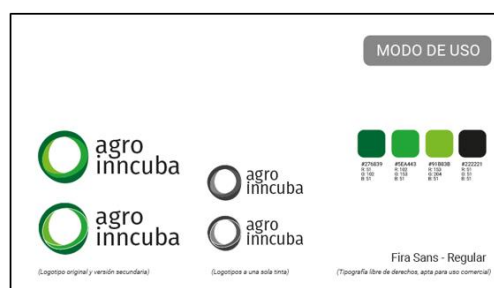 MODO DE USO
agro
inncuba
agro
inncuba
agro
inncuba
agro
inncuba
#276839
#5EA443
#91B83B
#222221
Fira Sans - Regular
(Logotipo original y versión secundaria)
(Logotipos a una sola tinta)
(Tipografía libre de derechos, apta para uso comercial)